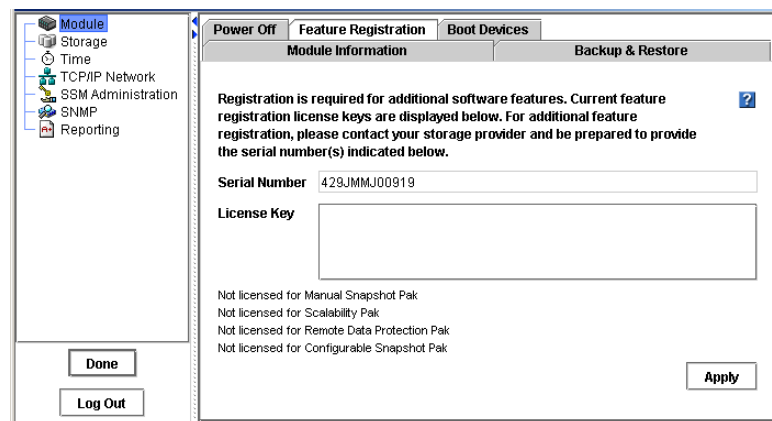 Module
Storage
Time
TCP/IP Network
SSM Administration
SNMP
Reporting
Done
Log Out
Power Off Feature Registration Boot Devices
Module Information Backup & Restore
Registration is required for additional software features. Current feature
registration license keys are displayed below. For additional feature
registration, please contact your storage provider and be prepared to provide
the serial number(s) indicated below.
?
Serial Number 429JMMJ00919
License Key
Not licensed for Manual Snapshot Pak
Not licensed for Scalability Pak
Not licensed for Remote Data Protection Pak
Not licensed for Configurable Snapshot Pak
Apply